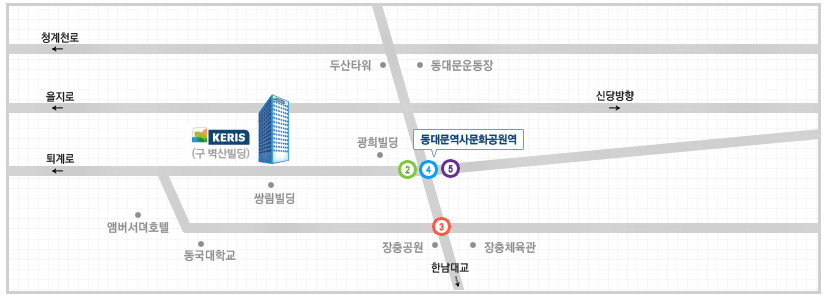 청계천로
←
두산타워
동대문운동장
을지로
←
신당방향
→
KERIS
(구 벽산빌딩)
광희빌딩
동대문역사문화공원역
퇴계로
←
2
4
5
쌍림빌딩
앰버서뎌호텔
3
동국대학교
장충공원
장충체육관
한남대교
↓